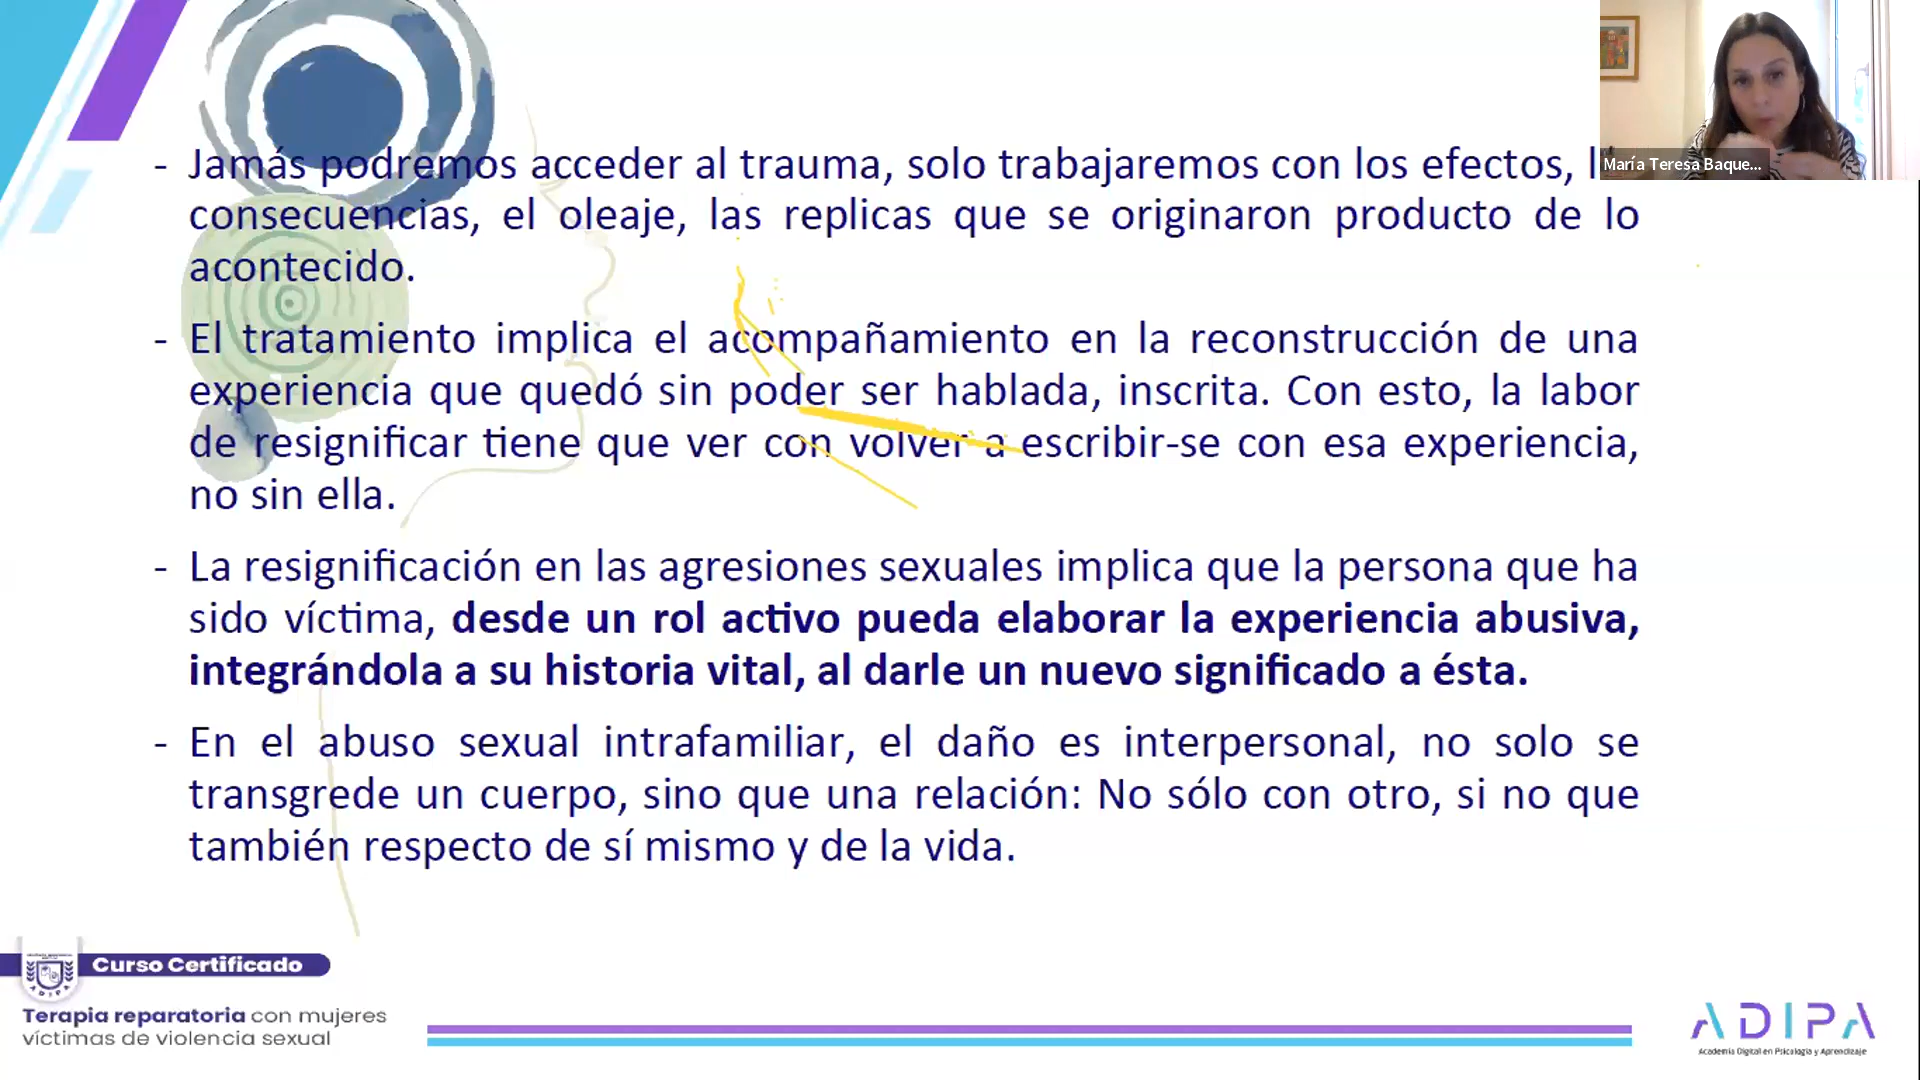 - Jamás podremos acceder al trauma, solo trabajaremos con los efectos,
consecuencias, el oleaje, las replicas que se originaron producto de lo
acontecido.
- El tratamiento implica el acompañamiento en la reconstrucción de una
experiencia que quedó sin poder ser hablada, inscrita. Con esto, la labor
de resignificar tiene que ver con volver a escribir-se con esa experiencia,
no sin ella.
- La resignificación en las agresiones sexuales implica que la persona que ha
sido víctima, desde un rol activo pueda elaborar la experiencia abusiva,
integrándola a su historia vital, al darle un nuevo significado a ésta.
- En el abuso sexual intrafamiliar, el daño es interpersonal, no solo se
transgrede un cuerpo, sino que una relación: No sólo con otro, si no que
también respecto de sí mismo y de la vida.
María Teresa Baque...
Curso Certificado
ADIPA
Terapia reparatoria con mujeres
víctimas de violencia sexual
ADIPA
Academia Digital en Psicología y Aprendizaje